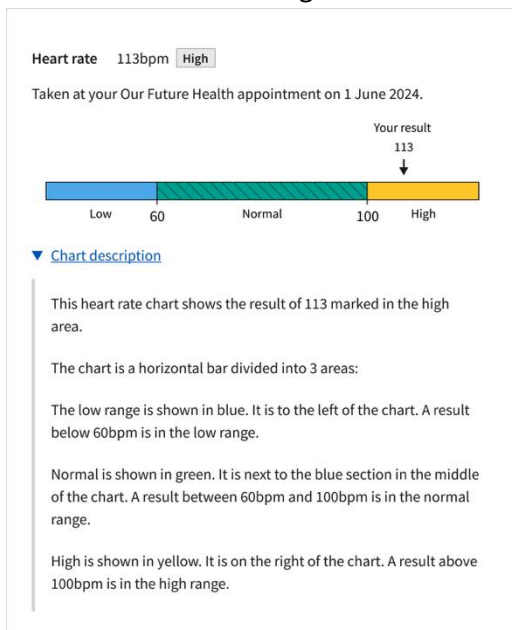 Heart rate 113bpm High
Taken at your Our Future Health appointment on 1 June 2024.
Your result
113
Low 60 Normal 100 High
Chart description
This heart rate chart shows the result of 113 marked in the high
area.
The chart is a horizontal bar divided into 3 areas:
The low range is shown in blue. It is to the left of the chart. A result
below 60bpm is in the low range.
Normal is shown in green. It is next to the blue section in the middle
of the chart. A result between 60bpm and 100bpm is in the normal
range.
High is shown in yellow. It is on the right of the chart. A result above
100bpm is in the high range.